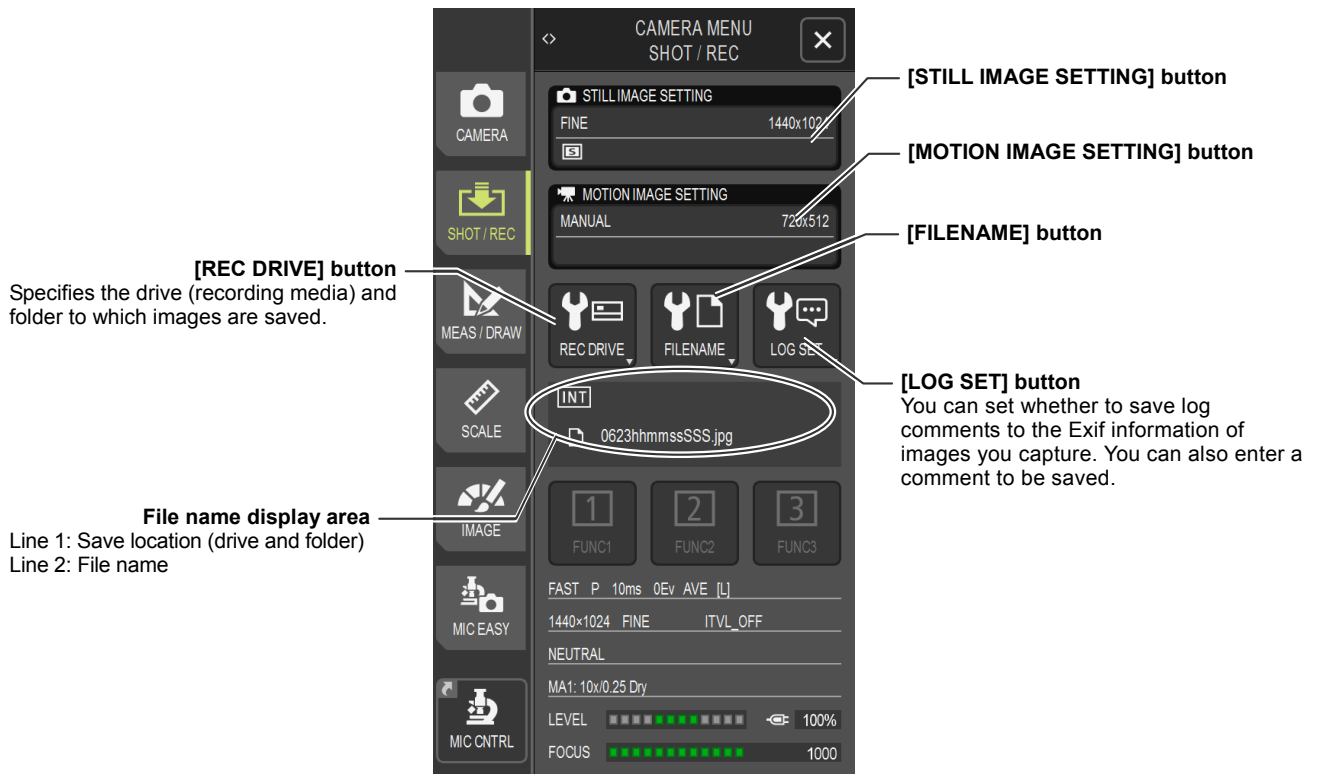 CAMERA MENU
SHOT / REC
STILL IMAGE SETTING
FINE 1440x1024
S
MOTION IMAGE SETTING
MANUAL 720x512
REC DRIVE
FILENAME
LOG SET
INT
0623hhmmssSSS.jpg
1
2
3
FUNC1
FUNC2
FUNC3
FAST P 10ms 0Ev AVE [L]
1440×1024 FINE ITVL_OFF
NEUTRAL
MA1: 10x/0.25 Dry
LEVEL 100%
FOCUS 1000
CAMERA
SHOT / REC
MEAS / DRAW
SCALE
IMAGE
MIC EASY
MIC CNTRL
[REC DRIVE] button
Specifies the drive (recording media) and
folder to which images are saved.
File name display area
Line 1: Save location (drive and folder)
Line 2: File name
[STILL IMAGE SETTING] button
[MOTION IMAGE SETTING] button
[FILENAME] button
[LOG SET] button
You can set whether to save log
comments to the Exif information of
images you capture. You can also enter a
comment to be saved.